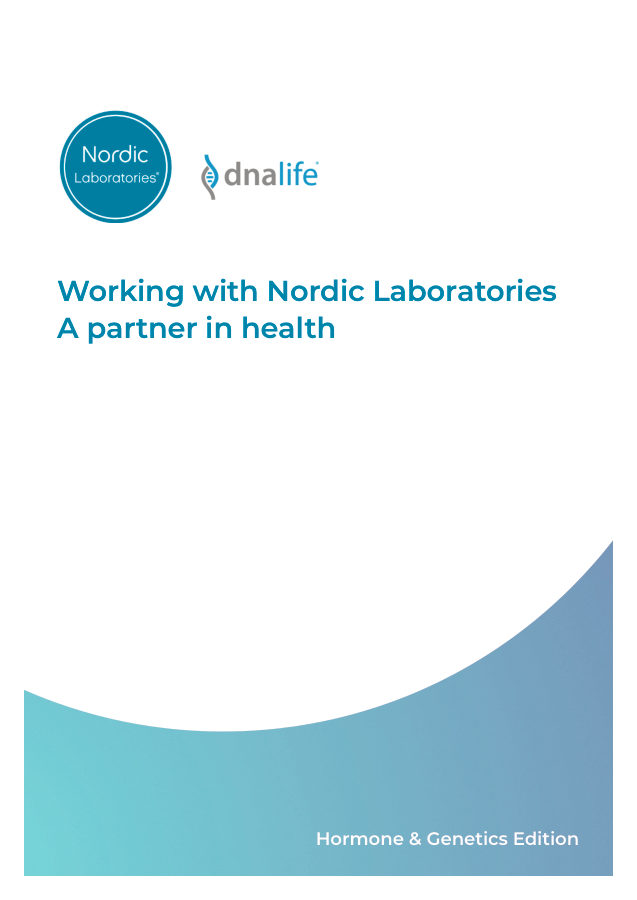 Nordic
Laboratories®
dnalife®
Working with Nordic Laboratories
A partner in health
Hormone & Genetics Edition